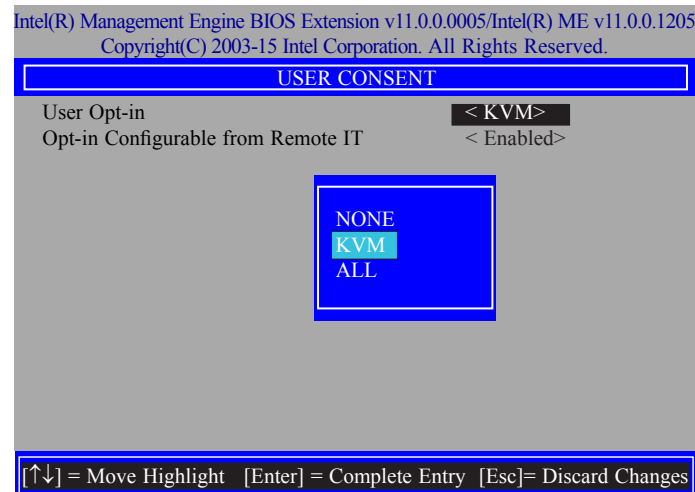 Intel(R) Management Engine BIOS Extension v11.0.0.0005/Intel(R) ME v11.0.0.1205
Copyright(C) 2003-15 Intel Corporation. All Rights Reserved.
USER CONSENT
User Opt-in < KVM>
Opt-in Configurable from Remote IT < Enabled>
NONE
KVM
ALL
[↑↓] = Move Highlight [Enter] = Complete Entry [Esc]= Discard Changes